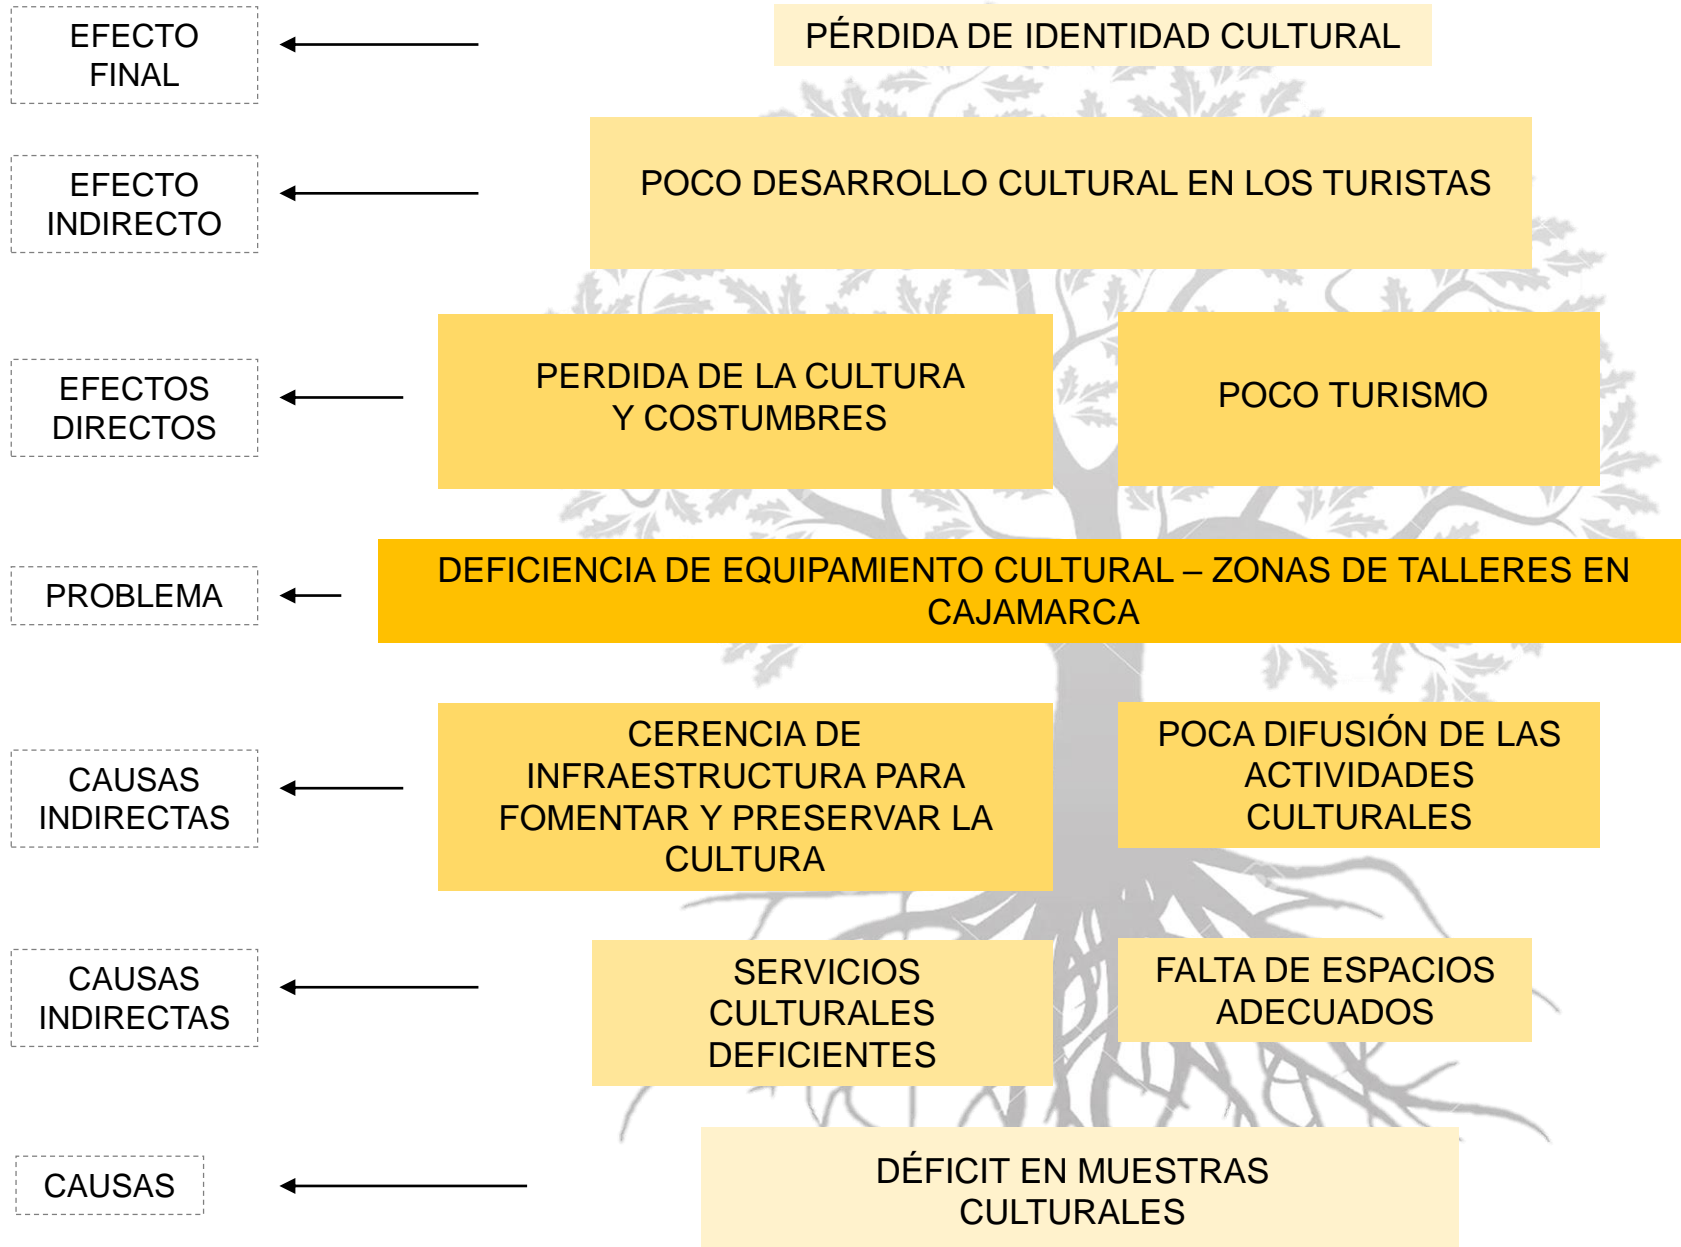 EFECTO
FINAL
PÉRDIDA DE IDENTIDAD CULTURAL
EFECTO
INDIRECTO
POCO DESARROLLO CULTURAL EN LOS TURISTAS
EFECTOS
DIRECTOS
PERDIDA DE LA CULTURA
Y COSTUMBRES
POCO TURISMO
PROBLEMA
DEFICIENCIA DE EQUIPAMIENTO CULTURAL – ZONAS DE TALLERES EN
CAJAMARCA
CAUSAS
INDIRECTAS
CERENCIA DE
INFRAESTRUCTURA PARA
FOMENTAR Y PRESERVAR LA
CULTURA
POCA DIFUSIÓN DE LAS
ACTIVIDADES
CULTURALES
CAUSAS
INDIRECTAS
SERVICIOS
CULTURALES
DEFICIENTES
FALTA DE ESPACIOS
ADECUADOS
CAUSAS
DÉFICIT EN MUESTRAS
CULTURALES